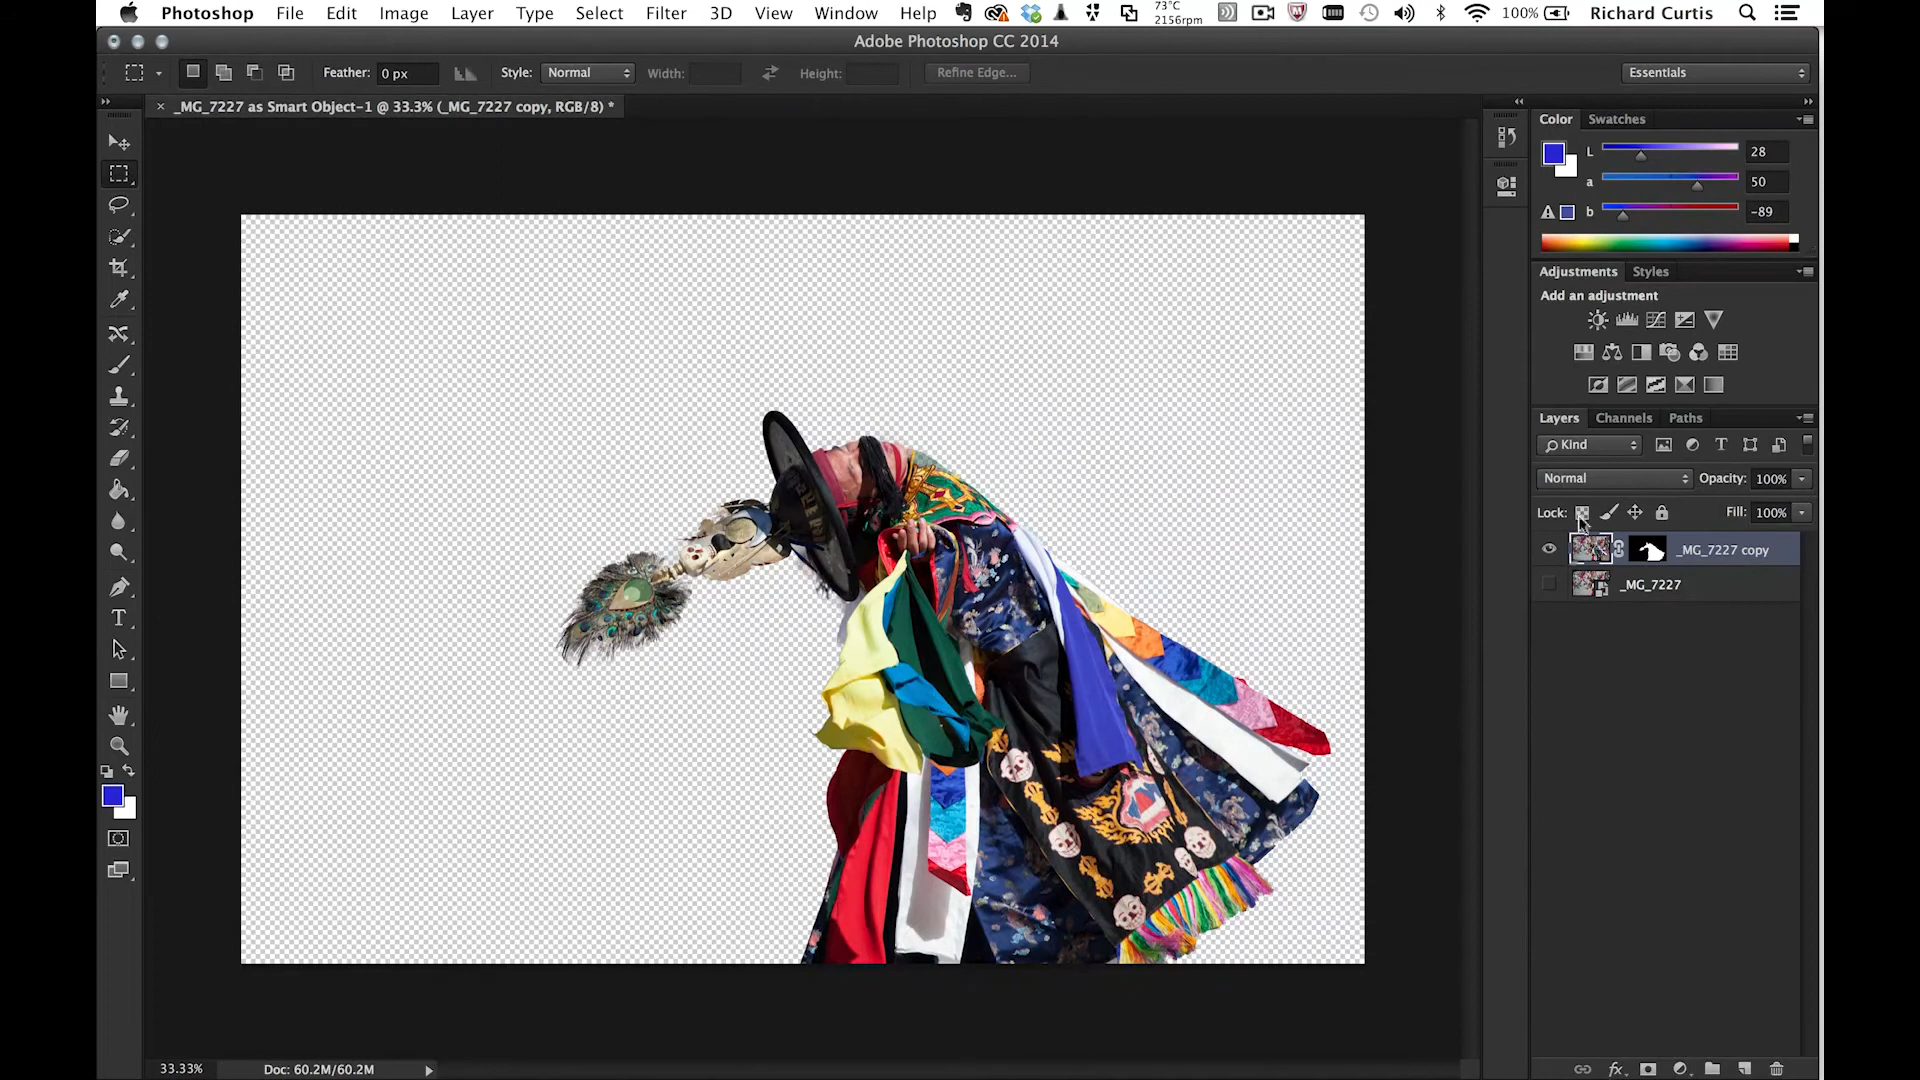 Photoshop File Edit Image Layer Type Select Filter 3D View Window Help 73°C 2156rpm 100% Richard Curtis
Adobe Photoshop CC 2014
Feather: 0 px Style: Normal Width: Height: Refine Edge... Essentials
× _MG_7227 as Smart Object-1 @ 33.3% (_MG_7227 copy, RGB/8) *
Color Swatches
L 28
a 50
b -89
Adjustments Styles
Add an adjustment
Layers Channels Paths
Kind
Normal Opacity: 100%
Lock: Fill: 100%
_MG_7227 copy
_MG_7227
33.33% Doc: 60.2M/60.2M